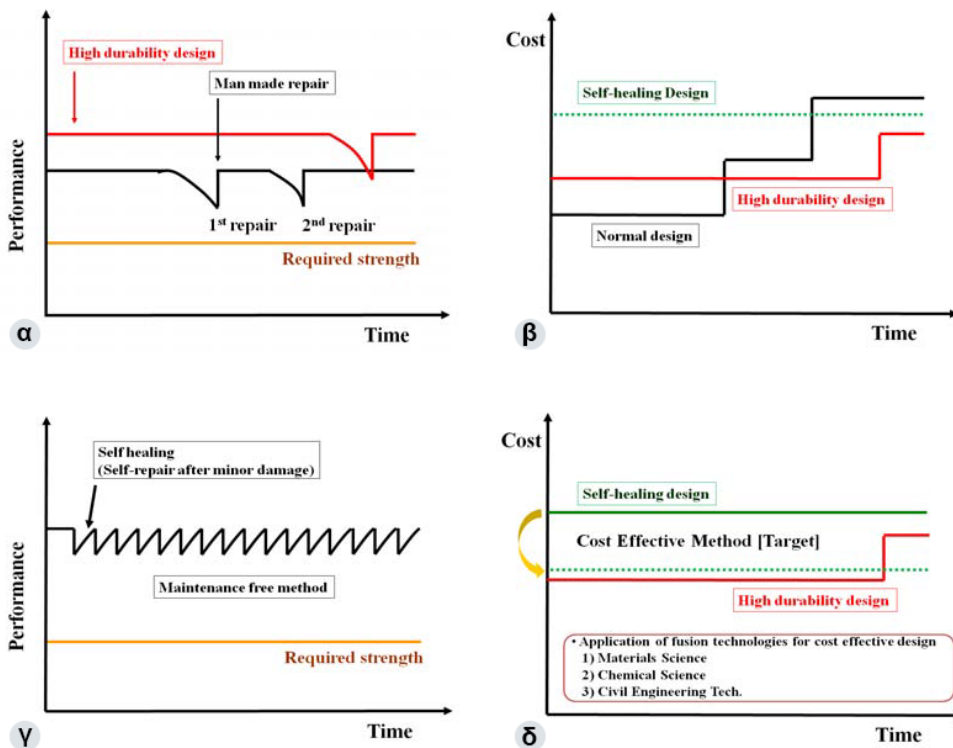 High durability design
Man made repair
Performance
1st repair
2nd repair
Required strength
Time
α
Cost
Self-healing Design
High durability design
Normal design
Time
β
Self healing
(Self-repair after minor damage)
Performance
Maintenance free method
Required strength
Time
γ
Cost
Self-healing design
Cost Effective Method [Target]
High durability design
• Application of fusion technologies for cost effective design
1) Materials Science
2) Chemical Science
3) Civil Engineering Tech.
Time
δ